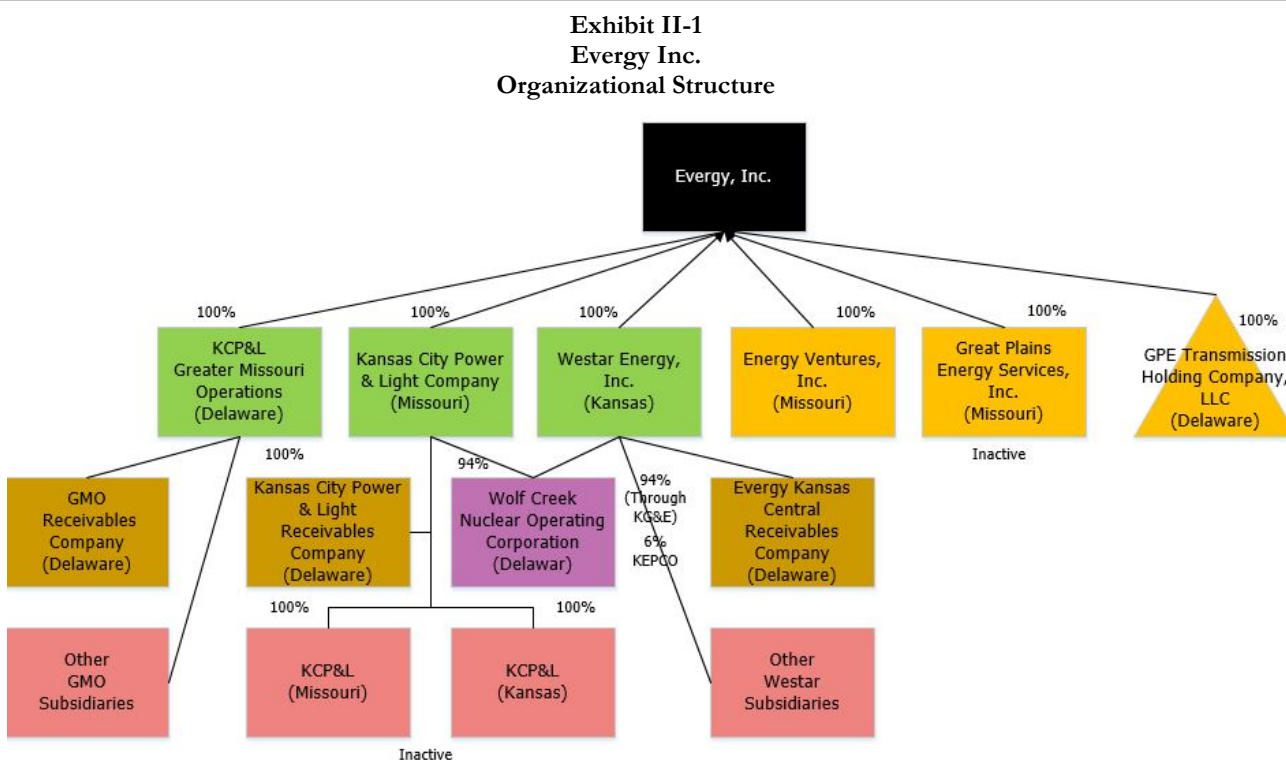 Exhibit II-1
Evergy Inc.
Organizational Structure
Evergy, Inc.
100%
100%
100%
100%
100%
100%
KCP&L
Greater Missouri
Operations
(Delaware)
Kansas City Power
& Light Company
(Missouri)
Westar Energy,
Inc.
(Kansas)
Energy Ventures,
Inc.
(Missouri)
Great Plains
Energy Services,
Inc.
(Missouri)
GPE Transmission
Holding Company,
LLC
(Delaware)
Inactive
100%
94%
94%
(Through
KG&E)
6%
KEPCO
GMO
Receivables
Company
(Delaware)
Kansas City Power
& Light
Receivables
Company
(Delaware)
Wolf Creek
Nuclear Operating
Corporation
(Delawar)
Evergy Kansas
Central
Receivables
Company
(Delaware)
100%
100%
Other
GMO
Subsidiaries
KCP&L
(Missouri)
KCP&L
(Kansas)
Other
Westar
Subsidiaries
Inactive